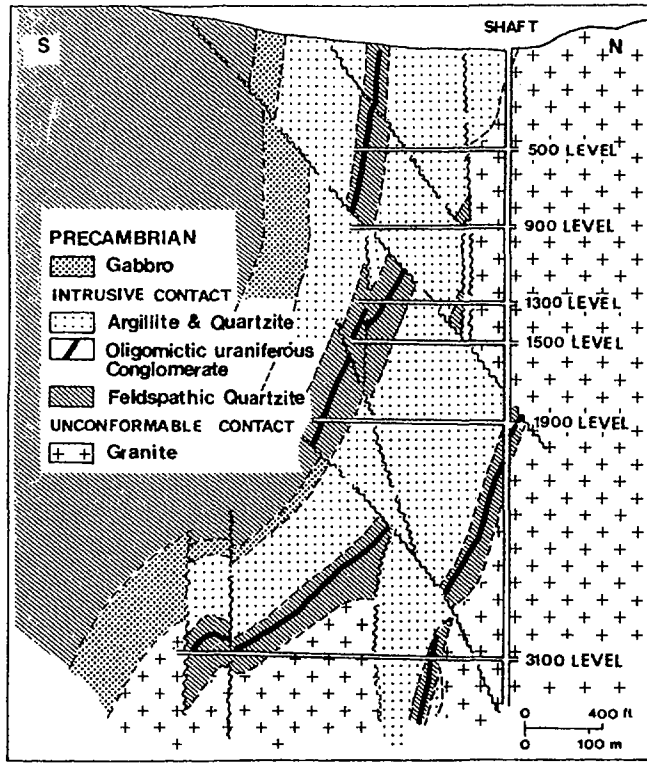 SHAFT
S
N
500 LEVEL
900 LEVEL
1300 LEVEL
1500 LEVEL
1900 LEVEL
3100 LEVEL
PRECAMBRIAN
Gabbro
INTRUSIVE CONTACT
Argillite & Quartzite
Oligomictic uraniferous
Conglomerate
Feldspathic Quartzite
UNCONFORMABLE CONTACT
Granite
0 400 ft
0 100 m